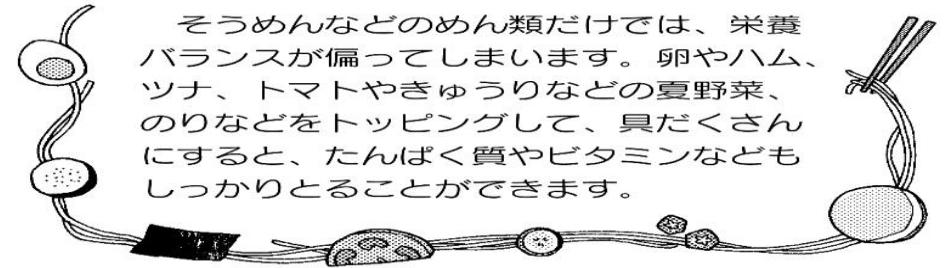 そうめんなどのめん類だけでは、栄養
バランスが偏ってしまいます。卵やハム、
ツナ、トマトやきゅうりなどの夏野菜、
のりなどをトッピングして、具だくさん
にすると、たんぱく質やビタミンなども
しっかりとることができます。